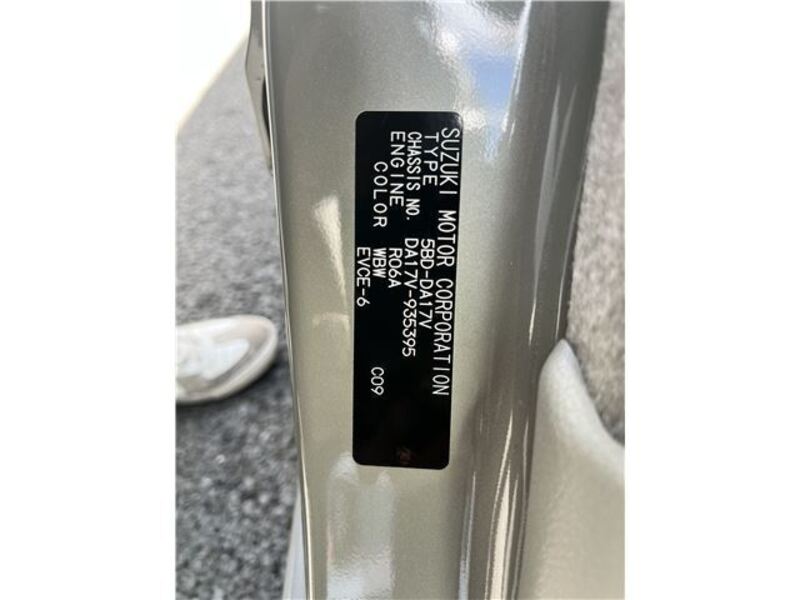 SUZUKI MOTOR CORPORATION
TYPE 5BD-DA17V
CHASSIS NO. DA17V-935395
ENGINE R06A
COLOR WBW C09
EVCE-6